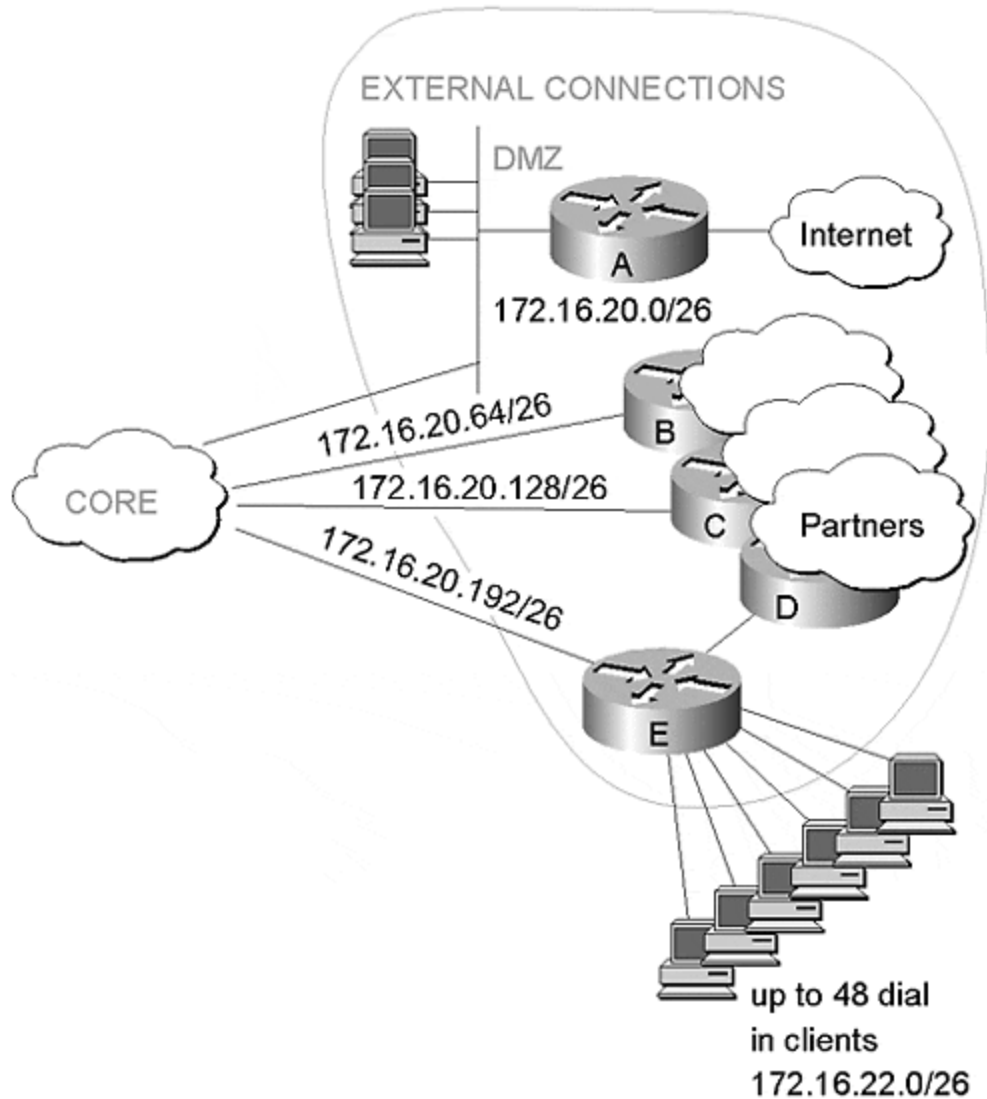 EXTERNAL CONNECTIONS
DMZ
A
Internet
172.16.20.0/26
172.16.20.64/26
B
CORE
172.16.20.128/26
C
Partners
172.16.20.192/26
D
E
up to 48 dial
in clients
172.16.22.0/26